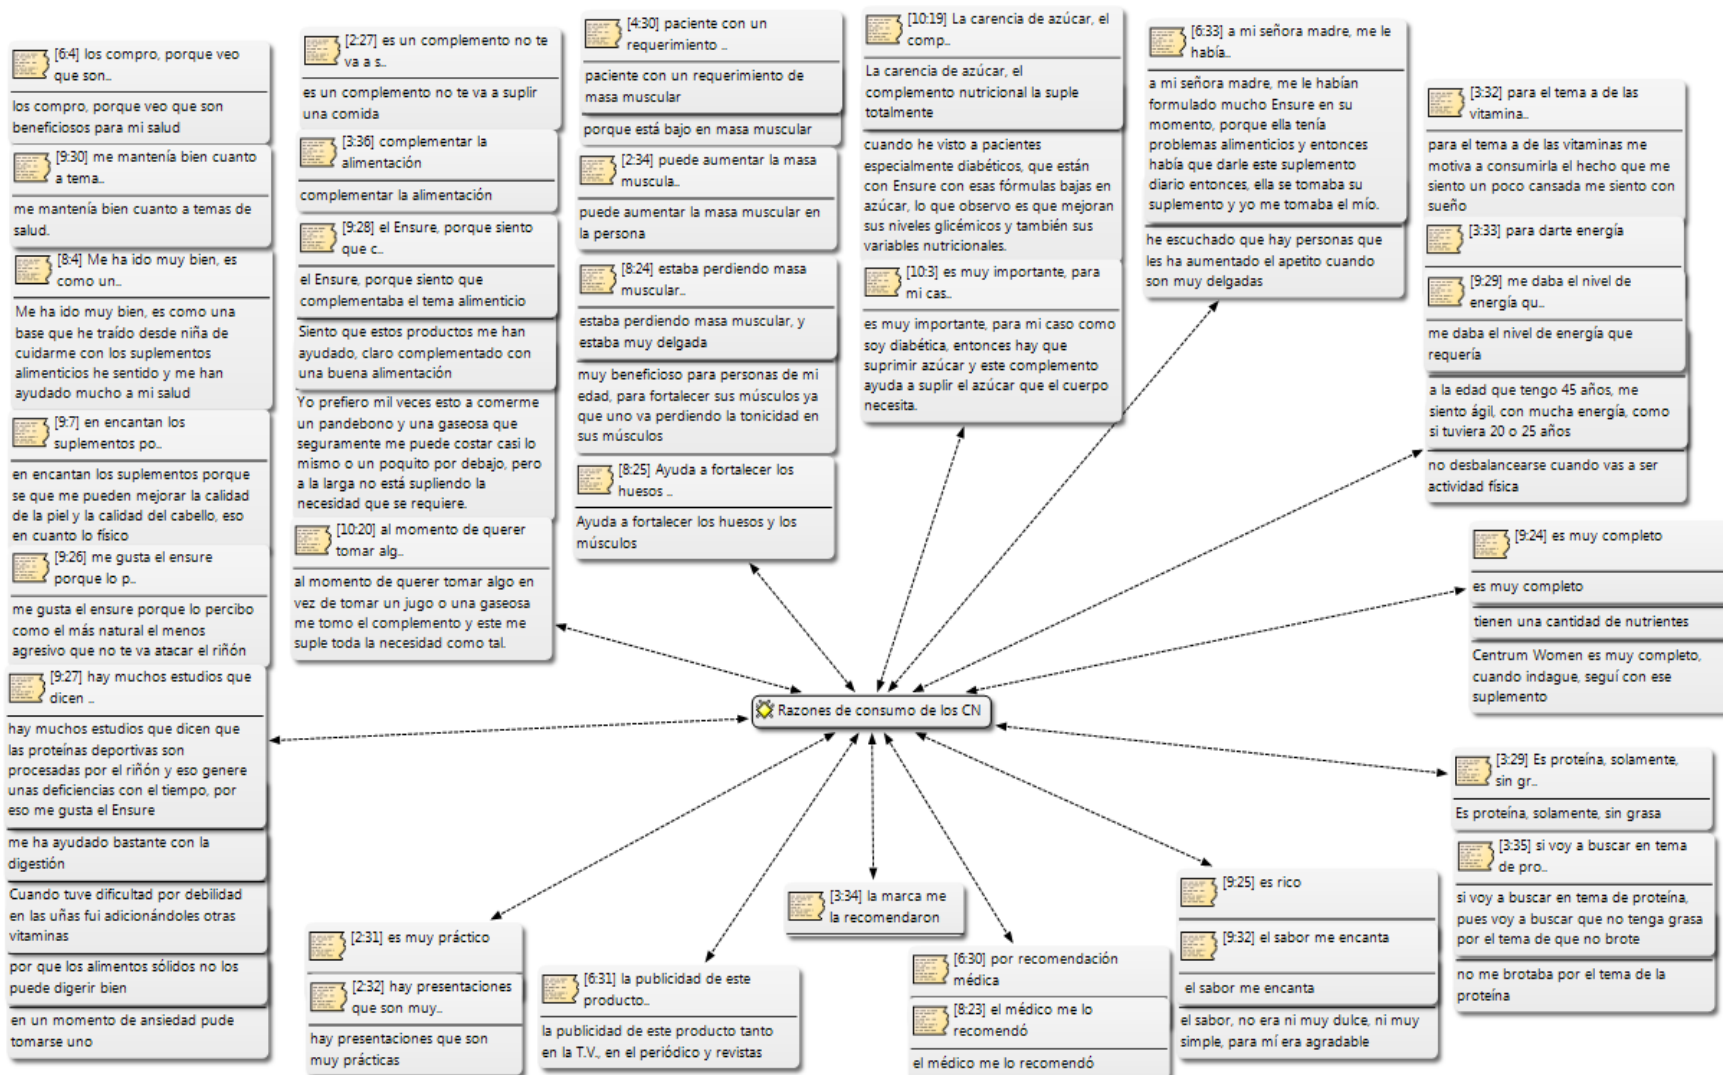 [6:4] los compro, porque veo
que son..
los compro, porque veo que son
beneficiosos para mi salud
[9:30] me mantenía bien cuanto
a tema..
me mantenía bien cuanto a temas de
salud.
[8:4] Me ha ido muy bien, es
como un..
Me ha ido muy bien, es como una
base que he traído desde niña de
cuidarme con los suplementos
alimenticios he sentido y me han
ayudado mucho a mi salud
[9:7] en encantan los
suplementos po..
en encantan los suplementos porque
se que me pueden mejorar la calidad
de la piel y la calidad del cabello, eso
en cuanto lo físico
[9:26] me gusta el ensure
porque lo p..
me gusta el ensure porque lo percibo
como el más natural el menos
agresivo que no te va atacar el riñón
[9:27] hay muchos estudios que
dicen ..
hay muchos estudios que dicen que
las proteínas deportivas son
procesadas por el riñón y eso genere
unas deficiencias con el tiempo, por
eso me gusta el Ensure
me ha ayudado bastante con la
digestión
Cuando tuve dificultad por debilidad
en las uñas fui adicionándoles otras
vitaminas
por que los alimentos sólidos no los
puede digerir bien
en un momento de ansiedad pude
tomarse uno
[2:27] es un complemento no te
va a s..
es un complemento no te va a suplir
una comida
[3:36] complementar la
alimentación
complementar la alimentación
[9:28] el Ensure, porque siento
que c..
el Ensure, porque siento que
complementaba el tema alimenticio
Siento que estos productos me han
ayudado, claro complementado con
una buena alimentación
Yo prefiero mil veces esto a comerme
un pandebono y una gaseosa que
seguramente me puede costar casi lo
mismo o un poquito por debajo, pero
a la larga no está supliendo la
necesidad que se requiere.
[10:20] al momento de querer
tomar alg..
al momento de querer tomar algo en
vez de tomar un jugo o una gaseosa
me tomo el complemento y este me
suple toda la necesidad como tal.
[4:30] paciente con un
requerimiento ..
paciente con un requerimiento de
masa muscular
porque está bajo en masa muscular
[2:34] puede aumentar la masa
muscula..
puede aumentar la masa muscular en
la persona
[8:24] estaba perdiendo masa
muscular..
estaba perdiendo masa muscular, y
estaba muy delgada
muy beneficioso para personas de mi
edad, para fortalecer sus músculos ya
que uno va perdiendo la tonicidad en
sus músculos
[8:25] Ayuda a fortalecer los
huesos ..
Ayuda a fortalecer los huesos y los
músculos
[10:19] La carencia de azúcar, el
comp..
La carencia de azúcar, el
complemento nutricional la suple
totalmente
cuando he visto a pacientes
especialmente diabéticos, que están
con Ensure con esas fórmulas bajas en
azúcar, lo que observo es que mejoran
sus niveles glicémicos y también sus
variables nutricionales.
[10:3] es muy importante, para
mi cas..
es muy importante, para mi caso como
soy diabética, entonces hay que
suprimir azúcar y este complemento
ayuda a suplir el azúcar que el cuerpo
necesita.
[6:33] a mi señora madre, me le
había..
a mi señora madre, me le habían
formulado mucho Ensure en su
momento, porque ella tenía
problemas alimenticios y entonces
había que darle este suplemento
diario entonces, ella se tomaba su
suplemento y yo me tomaba el mío.
he escuchado que hay personas que
les ha aumentado el apetito cuando
son muy delgadas
[3:32] para el tema a de las
vitamina..
para el tema a de las vitaminas me
motiva a consumirla el hecho que me
siento un poco cansada me siento con
sueño
[3:33] para darte energía
[9:29] me daba el nivel de
energía qu..
me daba el nivel de energía que
requería
a la edad que tengo 45 años, me
siento ágil, con mucha energía, como
si tuviera 20 o 25 años
no desbalancearse cuando vas a ser
actividad física
[9:24] es muy completo
es muy completo
tienen una cantidad de nutrientes
Centrum Women es muy completo,
cuando indague, seguí con ese
suplemento
Razones de consumo de los CN
[3:29] Es proteína, solamente,
sin gr..
Es proteína, solamente, sin grasa
[3:35] si voy a buscar en tema
de pro..
si voy a buscar en tema de proteína,
pues voy a buscar que no tenga grasa
por el tema de que no brote
no me brotaba por el tema de la
proteína
[2:31] es muy práctico
[2:32] hay presentaciones
que son muy..
hay presentaciones que son
muy prácticas
[6:31] la publicidad de este
producto..
la publicidad de este producto tanto
en la T.V., en el periódico y revistas
[3:34] la marca me
la recomendaron
[6:30] por recomendación
médica
[8:23] el médico me lo
recomendó
el médico me lo recomendó
[9:25] es rico
[9:32] el sabor me encanta
el sabor me encanta
el sabor, no era ni muy dulce, ni muy
simple, para mí era agradable